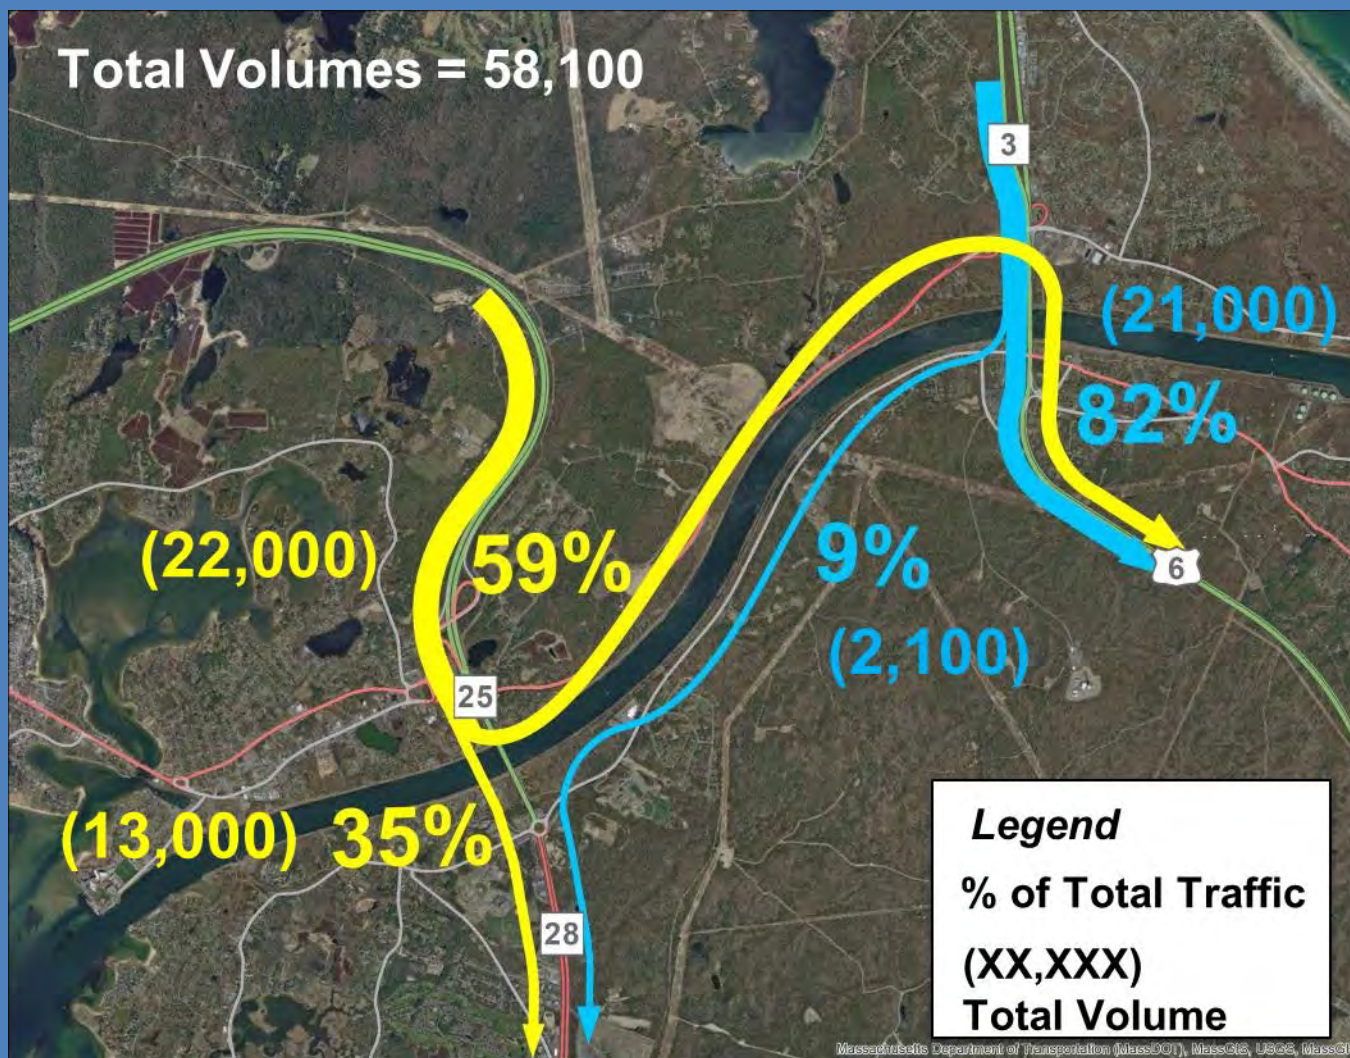 Total Volumes = 58,100
3
(21,000)
82%
(22,000)
59%
9%
6
(2,100)
25
(13,000) 35%
28
Legend
% of Total Traffic
(XX,XXX)
Total Volume
Massachusetts Department of Transportation (MassDOT), MassGIS, USGS, MassGI